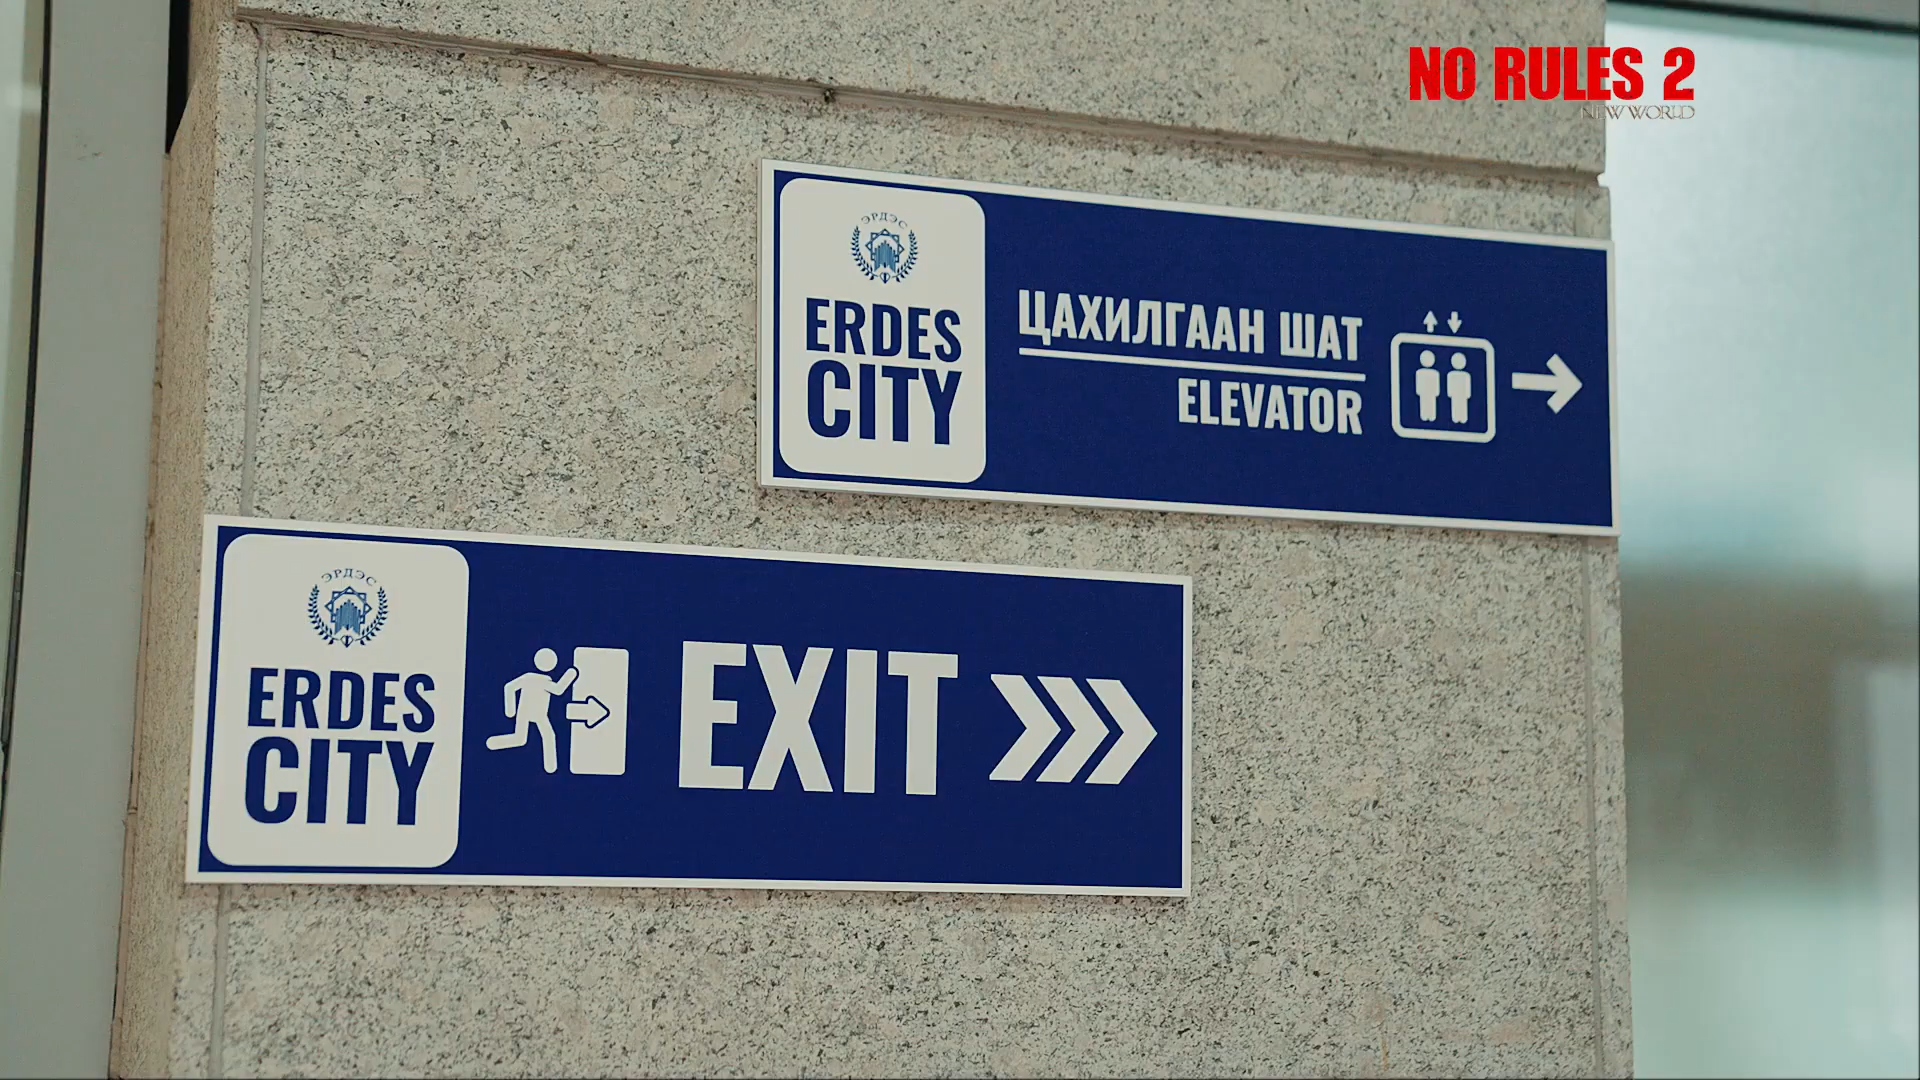 NO RULES 2
NEW WORLD
ЭРДЭС
ERDES
CITY
ЦАХИЛГААН ШАТ
ELEVATOR
ЭРДЭС
ERDES
CITY
EXIT